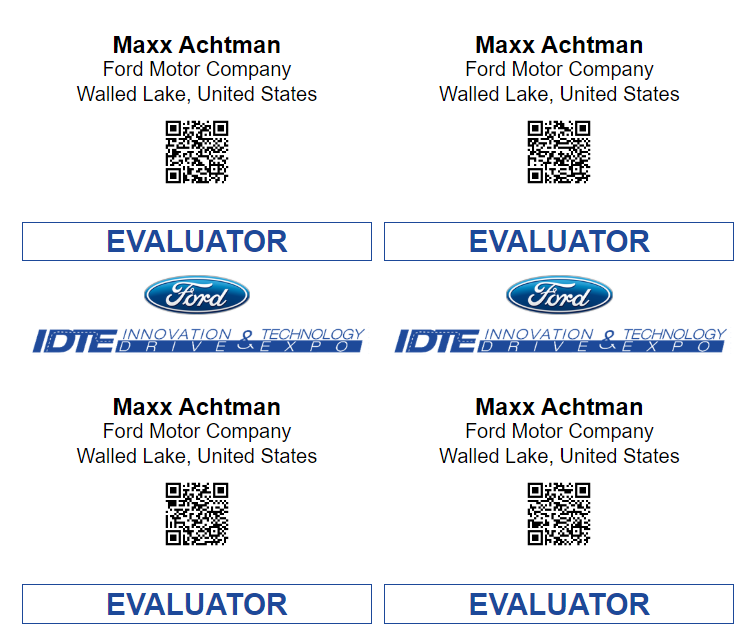 Maxx Achtman
Ford Motor Company
Walled Lake, United States
EVALUATOR
Maxx Achtman
Ford Motor Company
Walled Lake, United States
EVALUATOR
Ford
IDTE INNOVATION & TECHNOLOGY
DRIVE & EXPO
Ford
IDTE INNOVATION & TECHNOLOGY
DRIVE & EXPO
Maxx Achtman
Ford Motor Company
Walled Lake, United States
EVALUATOR
Maxx Achtman
Ford Motor Company
Walled Lake, United States
EVALUATOR